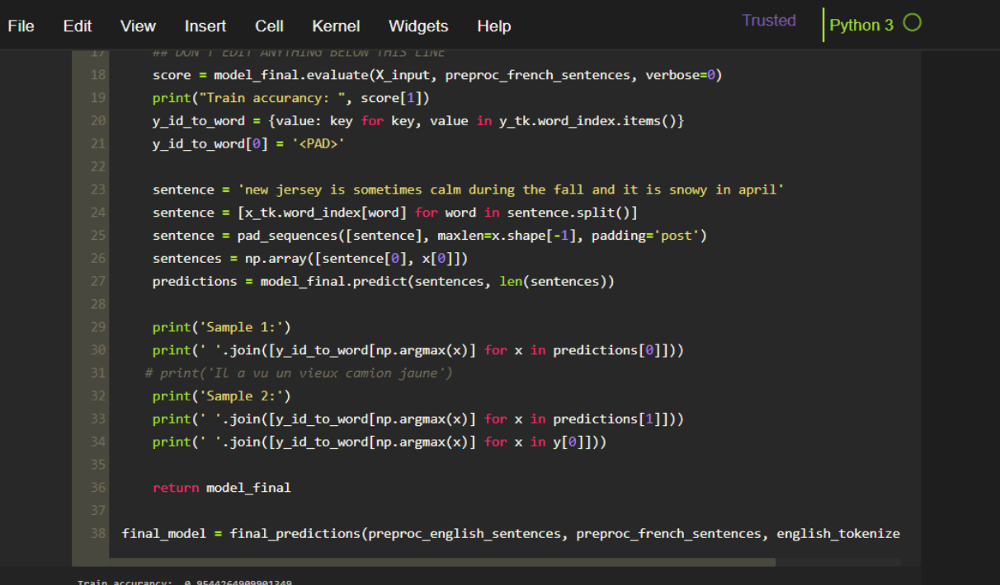 File Edit View Insert Cell Kernel Widgets Help Trusted Python 3
17 ## DON'T EDIT ANYTHING BELOW THIS LINE
18 score = model_final.evaluate(X_input, preproc_french_sentences, verbose=0)
19 print("Train accurancy: ", score[1])
20 y_id_to_word = {value: key for key, value in y_tk.word_index.items()}
21 y_id_to_word[0] = '<PAD>'
22
23 sentence = 'new jersey is sometimes calm during the fall and it is snowy in april'
24 sentence = [x_tk.word_index[word] for word in sentence.split()]
25 sentence = pad_sequences([sentence], maxlen=x.shape[-1], padding='post')
26 sentences = np.array([sentence[0], x[0]])
27 predictions = model_final.predict(sentences, len(sentences))
28
29 print('Sample 1:')
30 print(' '.join([y_id_to_word[np.argmax(x)] for x in predictions[0]]))
31 # print('Il a vu un vieux camion jaune')
32 print('Sample 2:')
33 print(' '.join([y_id_to_word[np.argmax(x)] for x in predictions[1]]))
34 print(' '.join([y_id_to_word[np.argmax(x)] for x in y[0]]))
35
36 return model_final
37
38 final_model = final_predictions(preproc_english_sentences, preproc_french_sentences, english_tokenize
Train accurancy: 0.9544264909901349